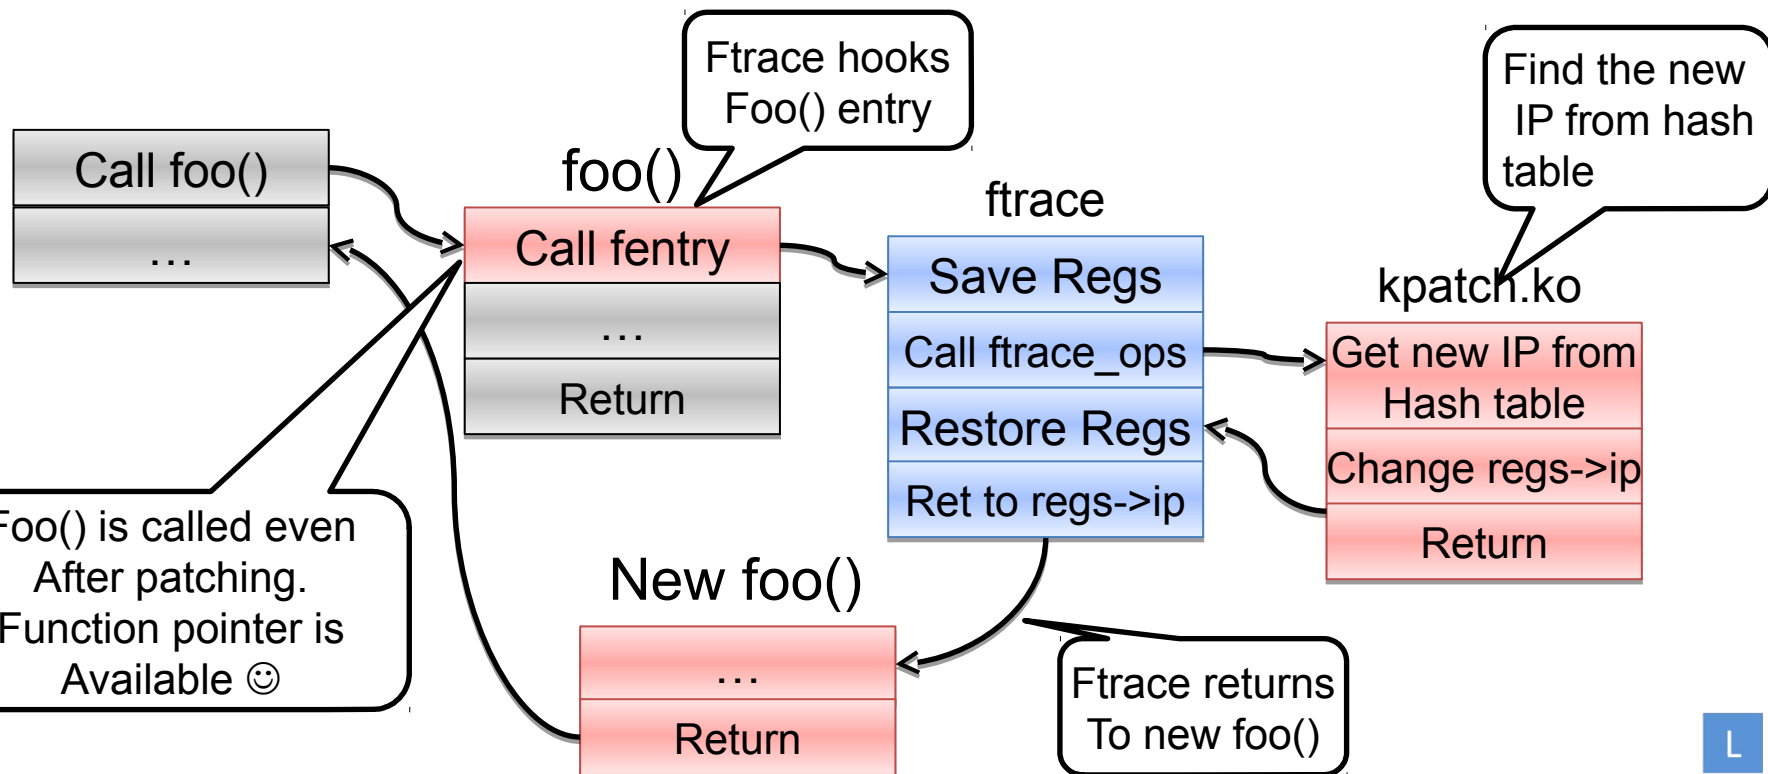 Ftrace hooks
Foo() entry
Find the new
IP from hash
table
Call foo()
…
foo()
Call fentry
…
Return
ftrace
Save Regs
Call ftrace_ops
Restore Regs
Ret to regs->ip
kpatch.ko
Get new IP from
Hash table
Change regs->ip
Return
Foo() is called even
After patching.
Function pointer is
Available ☺
New foo()
…
Return
Ftrace returns
To new foo()
L